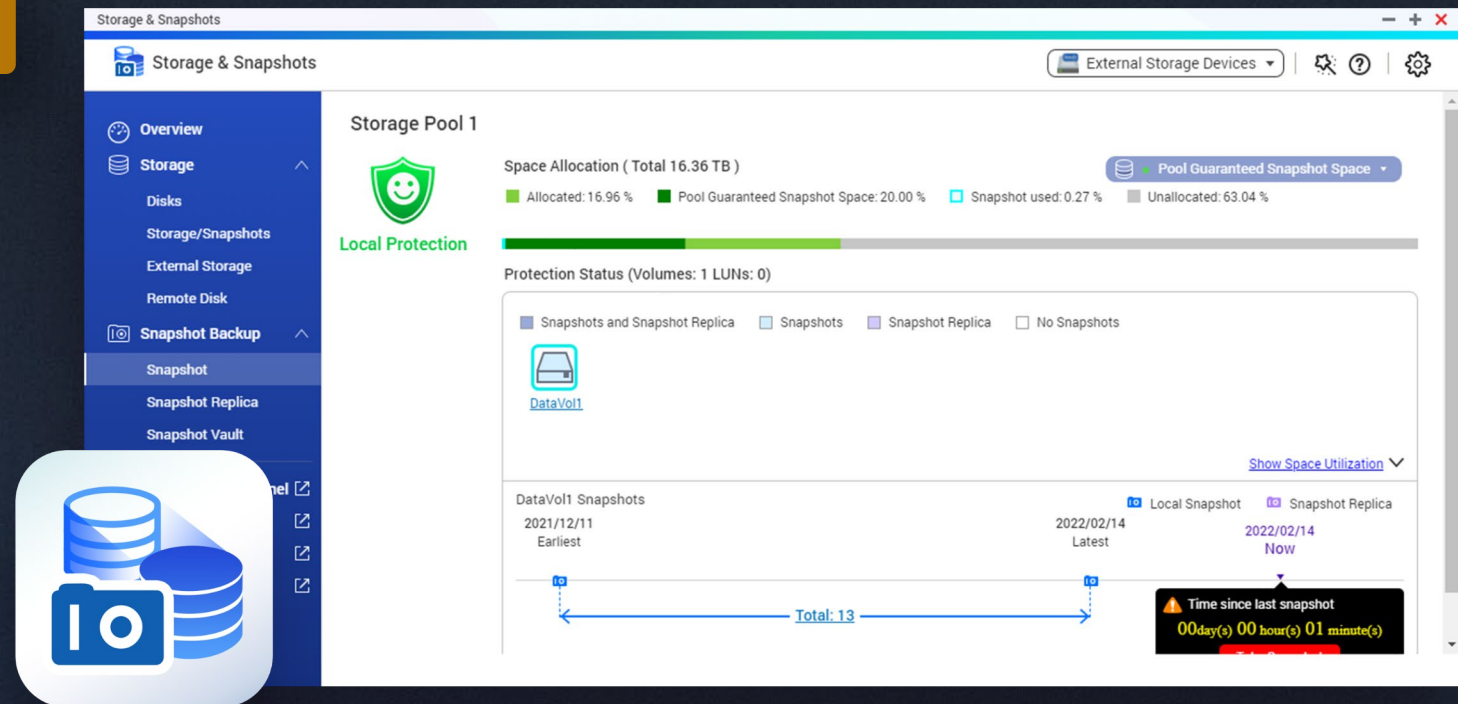 Storage & Snapshots
Storage & Snapshots
External Storage Devices
Overview
Storage
Disks
Storage/Snapshots
External Storage
Remote Disk
Snapshot Backup
Snapshot
Snapshot Replica
Snapshot Vault
Storage Pool 1
Local Protection
Space Allocation ( Total 16.36 TB )
Pool Guaranteed Snapshot Space
Allocated: 16.96 % Pool Guaranteed Snapshot Space: 20.00 % Snapshot used: 0.27 % Unallocated: 63.04 %
Protection Status (Volumes: 1 LUNs: 0)
Snapshots and Snapshot Replica Snapshots Snapshot Replica No Snapshots
DataVol1
Show Space Utilization
DataVol1 Snapshots
Local Snapshot Snapshot Replica
2021/12/11
Earliest
2022/02/14
Latest
2022/02/14
Now
Total: 13
Time since last snapshot
00day(s) 00 hour(s) 01 minute(s)